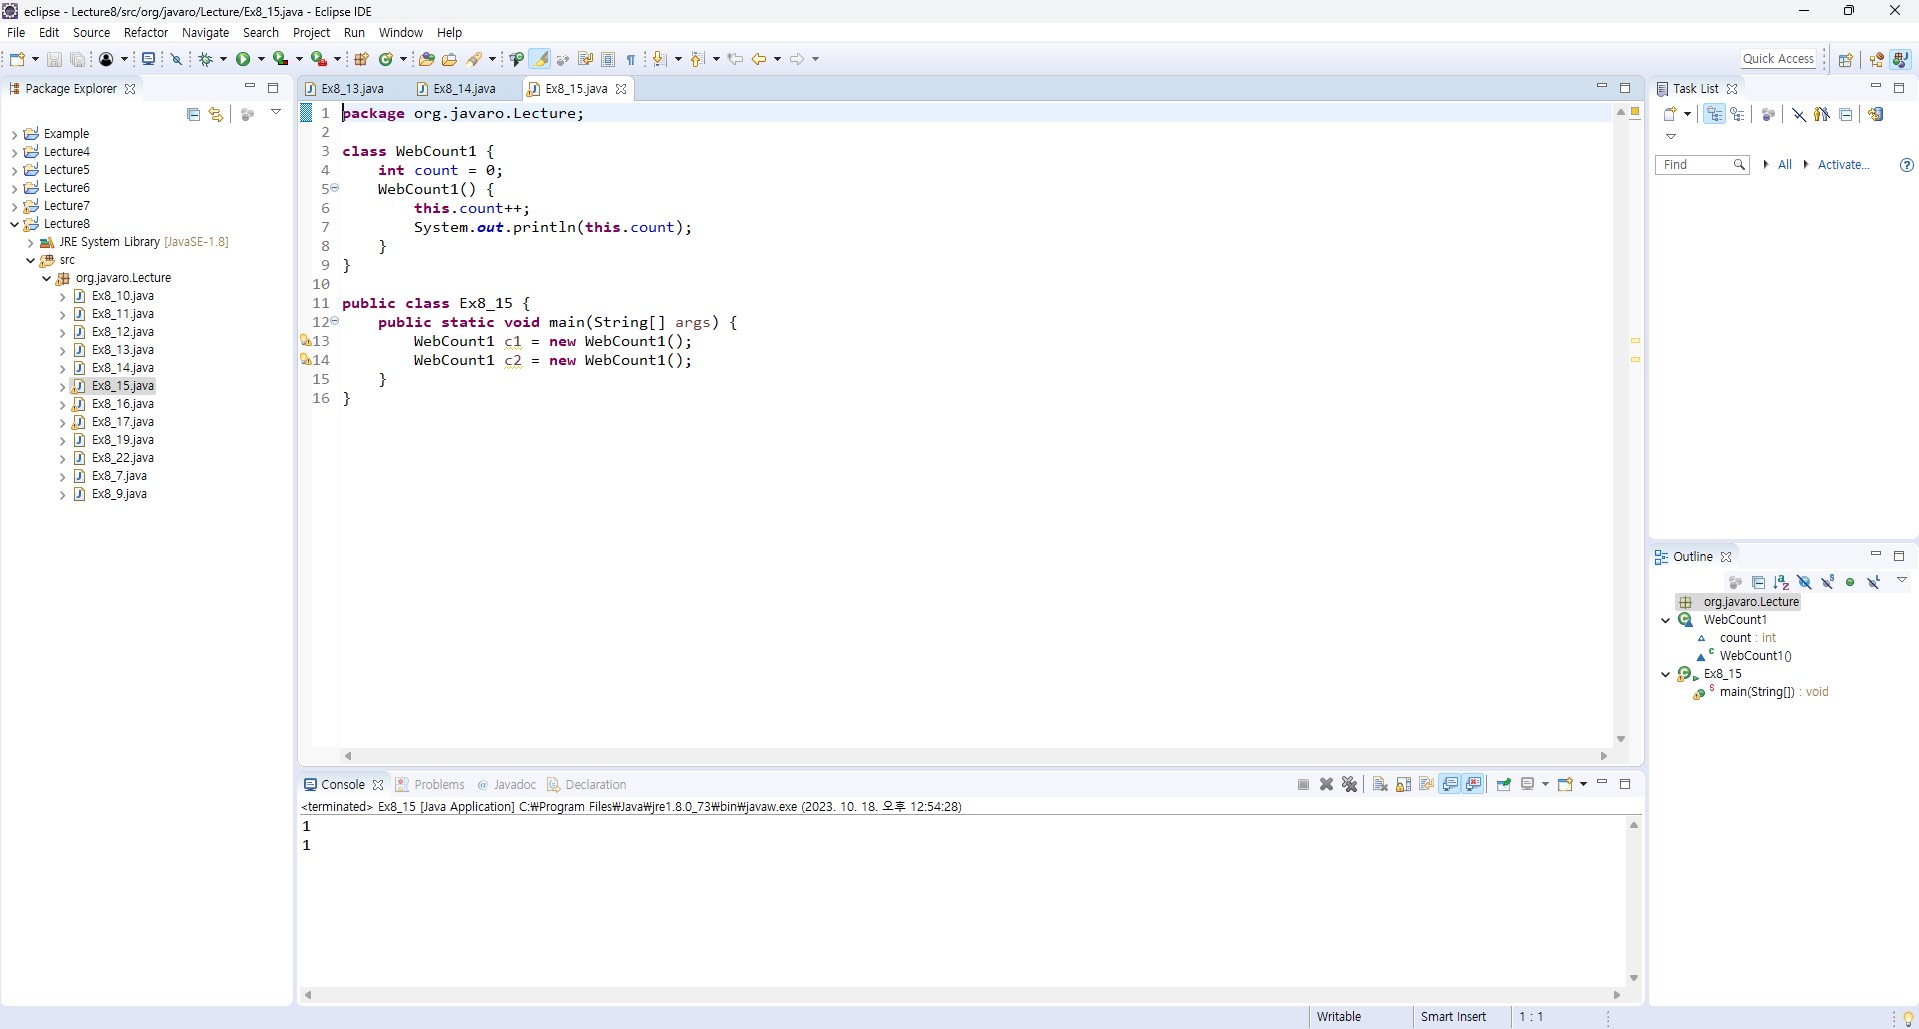 eclipse - Lecture8/src/org/javaro/Lecture/Ex8_15.java - Eclipse IDE
File Edit Source Refactor Navigate Search Project Run Window Help
Quick Access
Package Explorer
Example
Lecture4
Lecture5
Lecture6
Lecture7
Lecture8
JRE System Library [JavaSE-1.8]
src
org.javaro.Lecture
Ex8_10.java
Ex8_11.java
Ex8_12.java
Ex8_13.java
Ex8_14.java
Ex8_15.java
Ex8_16.java
Ex8_17.java
Ex8_19.java
Ex8_22.java
Ex8_7.java
Ex8_9.java
Ex8_13.java Ex8_14.java Ex8_15.java
1 package org.javaro.Lecture;
2
3 class WebCount1 {
4 int count = 0;
5 WebCount1() {
6 this.count++;
7 System.out.println(this.count);
8 }
9 }
10
11 public class Ex8_15 {
12 public static void main(String[] args) {
13 WebCount1 c1 = new WebCount1();
14 WebCount1 c2 = new WebCount1();
15 }
16 }
Console Problems @ Javadoc Declaration
<terminated> Ex8_15 [Java Application] C:₩Program Files₩Java₩jre1.8.0_73₩bin₩javaw.exe (2023. 10. 18. 오후 12:54:28)
1
1
Task List
Find All Activate...
Outline
org.javaro.Lecture
WebCount1
count : int
WebCount1()
Ex8_15
main(String[]) : void
Writable Smart Insert 1 : 1